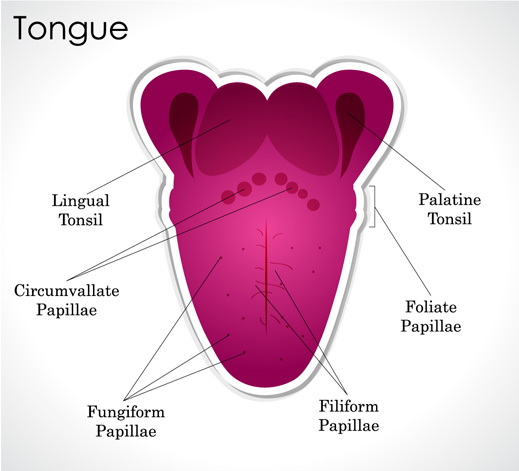 Tongue
Lingual
Tonsil
Palatine
Tonsil
Circumvallate
Papillae
Foliate
Papillae
Fungiform
Papillae
Filiform
Papillae